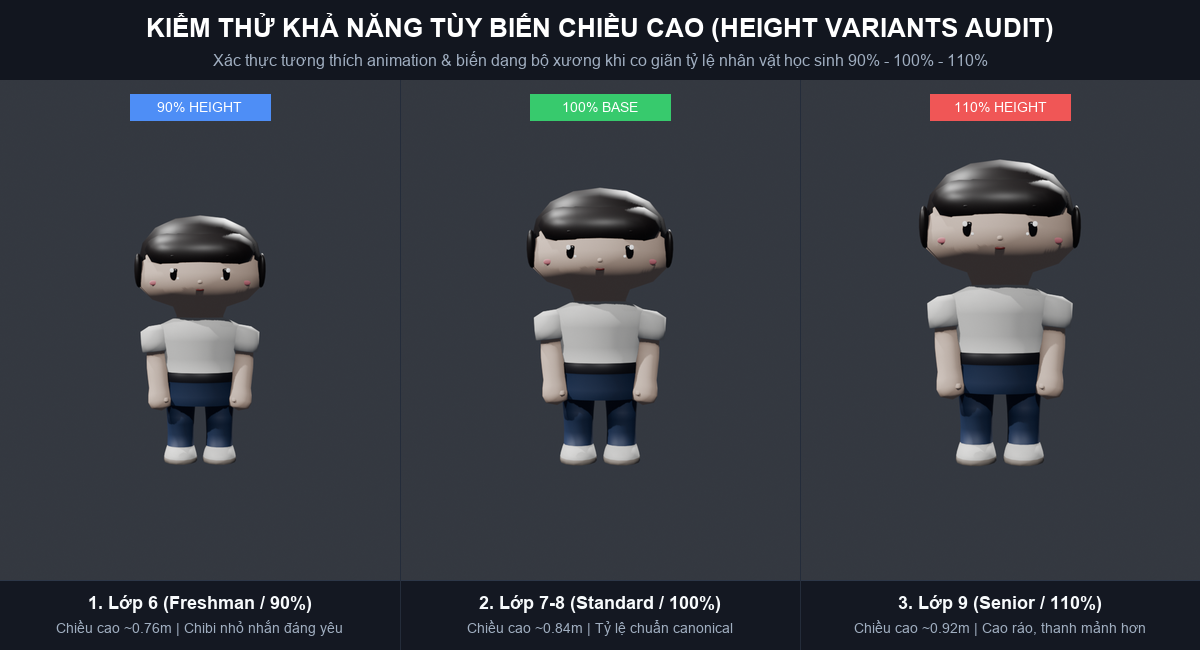 KIỂM THỬ KHẢ NĂNG TÙY BIẾN CHIỀU CAO (HEIGHT VARIANTS AUDIT)
Xác thực tương thích animation & biến dạng bộ xương khi co giãn tỷ lệ nhân vật học sinh 90% - 100% - 110%
90% HEIGHT
100% BASE
110% HEIGHT
1. Lớp 6 (Freshman / 90%)
Chiều cao ~0.76m | Chibi nhỏ nhắn đáng yêu
2. Lớp 7-8 (Standard / 100%)
Chiều cao ~0.84m | Tỷ lệ chuẩn canonical
3. Lớp 9 (Senior / 110%)
Chiều cao ~0.92m | Cao ráo, thanh mảnh hơn